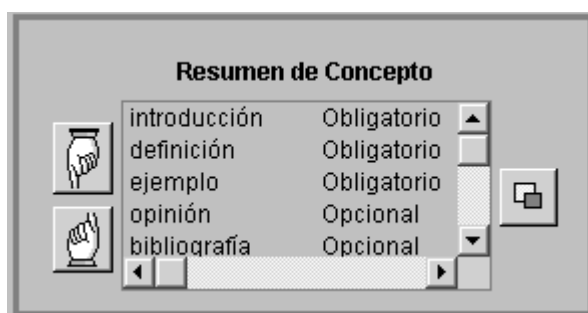 Resumen de Concepto
introducción Obligatorio
definición Obligatorio
ejemplo Obligatorio
opinión Opcional
bibliografía Opcional